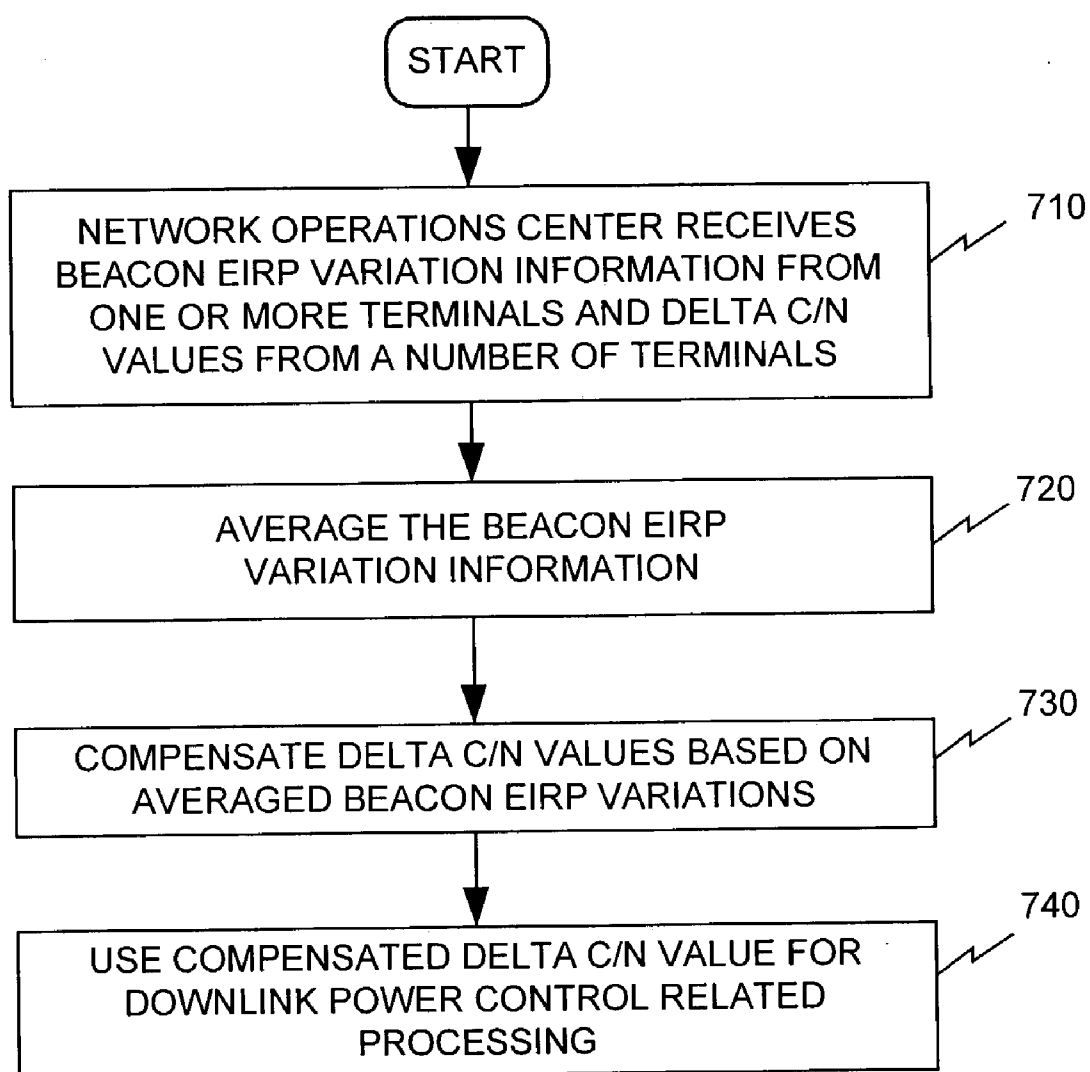 START
NETWORK OPERATIONS CENTER RECEIVES
BEACON EIRP VARIATION INFORMATION FROM
ONE OR MORE TERMINALS AND DELTA C/N
VALUES FROM A NUMBER OF TERMINALS
710
AVERAGE THE BEACON EIRP
VARIATION INFORMATION
720
COMPENSATE DELTA C/N VALUES BASED ON
AVERAGED BEACON EIRP VARIATIONS
730
USE COMPENSATED DELTA C/N VALUE FOR
DOWNLINK POWER CONTROL RELATED
PROCESSING
740